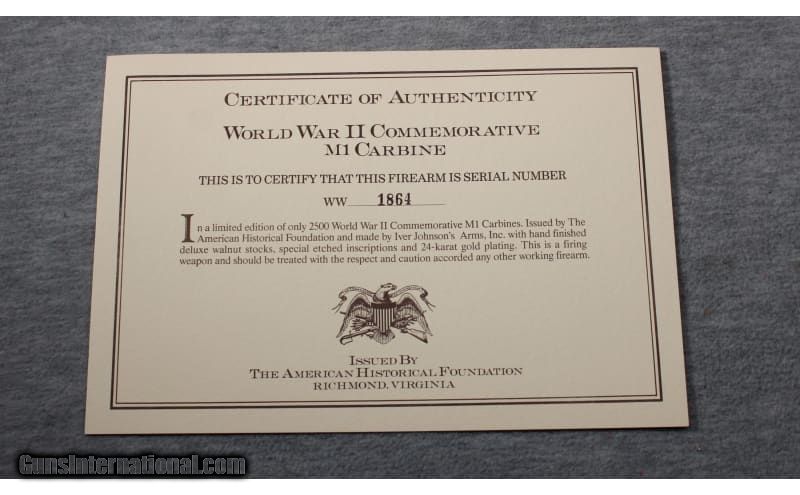 CERTIFICATE OF AUTHENTICITY
WORLD WAR II COMMEMORATIVE
M1 CARBINE
THIS IS TO CERTIFY THAT THIS FIREARM IS SERIAL NUMBER
WW 1864
In a limited edition of only 2500 World War II Commemorative M1 Carbines. Issued by The
American Historical Foundation and made by Iver Johnson's Arms, Inc. with hand finished
deluxe walnut stocks, special etched inscriptions and 24-karat gold plating. This is a firing
weapon and should be treated with the respect and caution accorded any other working firearm.
ISSUED BY
THE AMERICAN HISTORICAL FOUNDATION
RICHMOND, VIRGINIA
GunsInternational.com